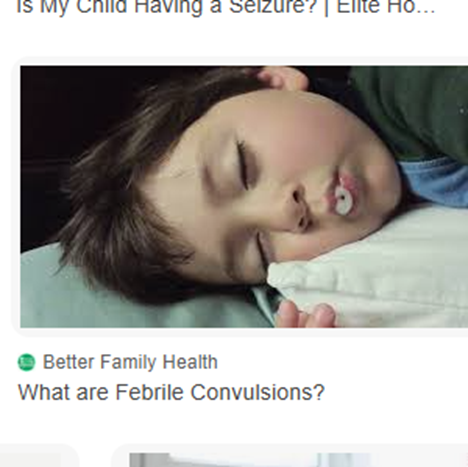 Is My Child Having a Seizure? | Elite Ho...
Better Family Health
What are Febrile Convulsions?